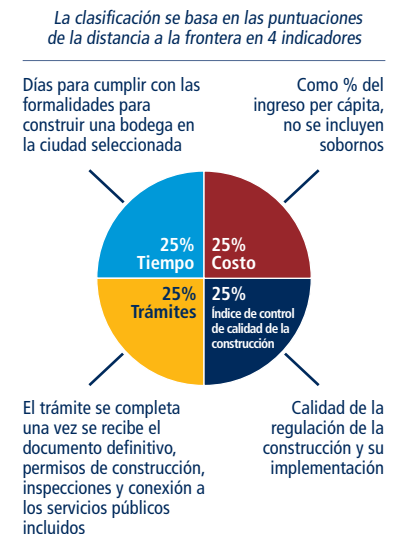 La clasificación se basa en las puntuaciones
de la distancia a la frontera en 4 indicadores
Días para cumplir con las
formalidades para
construir una bodega en
la ciudad seleccionada
Como % del
ingreso per cápita,
no se incluyen
sobornos
25%
Tiempo
25%
Costo
25%
Trámites
25%
Índice de control
de calidad de la
construcción
El trámite se completa
una vez se recibe el
documento definitivo,
permisos de construcción,
inspecciones y conexión a
los servicios públicos
incluidos
Calidad de la
regulación de la
construcción y su
implementación